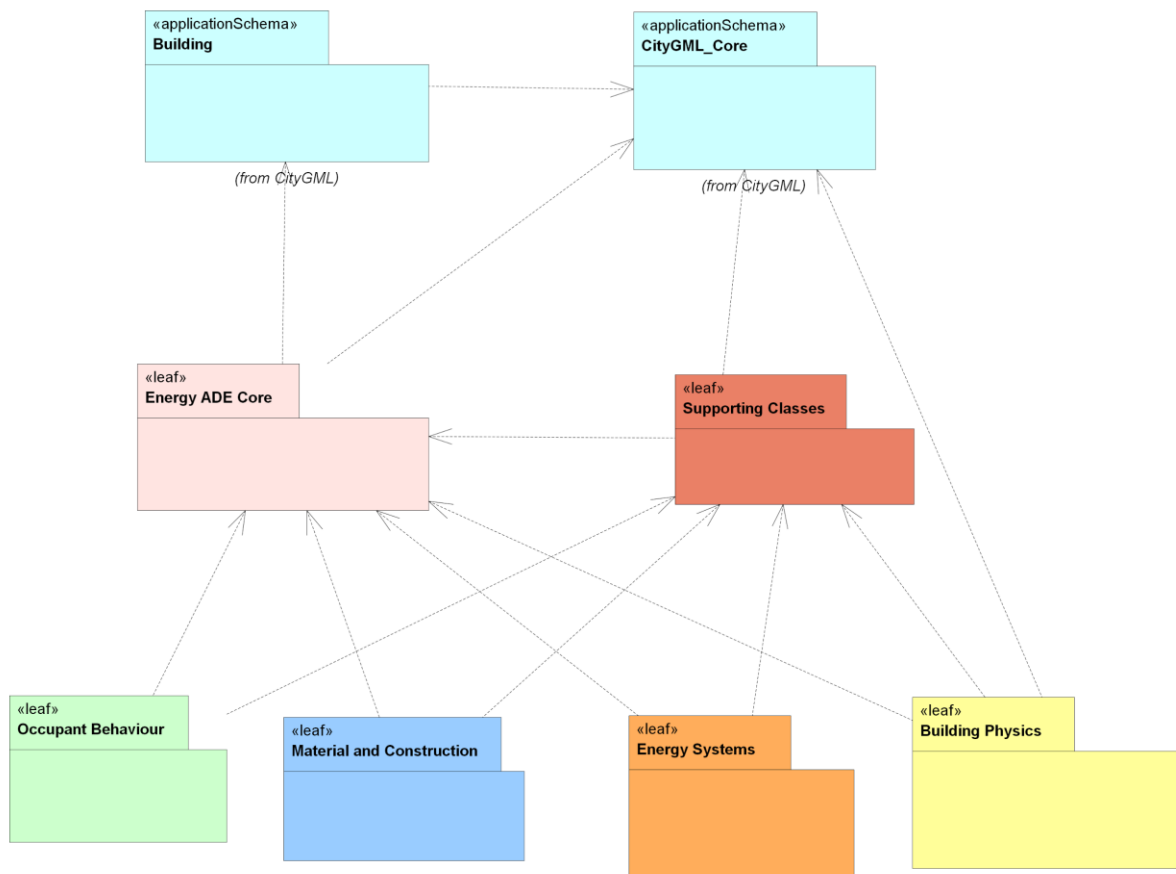 «applicationSchema»
Building
(from CityGML)
«applicationSchema»
CityGML_Core
(from CityGML)
«leaf»
Energy ADE Core
«leaf»
Supporting Classes
«leaf»
Occupant Behaviour
«leaf»
Material and Construction
«leaf»
Energy Systems
«leaf»
Building Physics